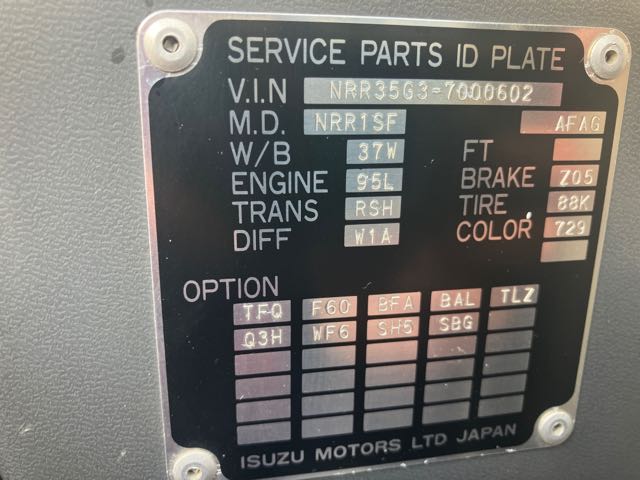 SERVICE PARTS ID PLATE
V.I.N NRR35G3-7000602
M.D. NRR1SF AFAG
W/B 37W FT
ENGINE 95L BRAKE Z05
TRANS RSH TIRE 88K
DIFF W1A COLOR 729
OPTION
TFQ F60 BFA BAL TLZ
Q3H WF6 SH5 SBG
ISUZU MOTORS LTD JAPAN